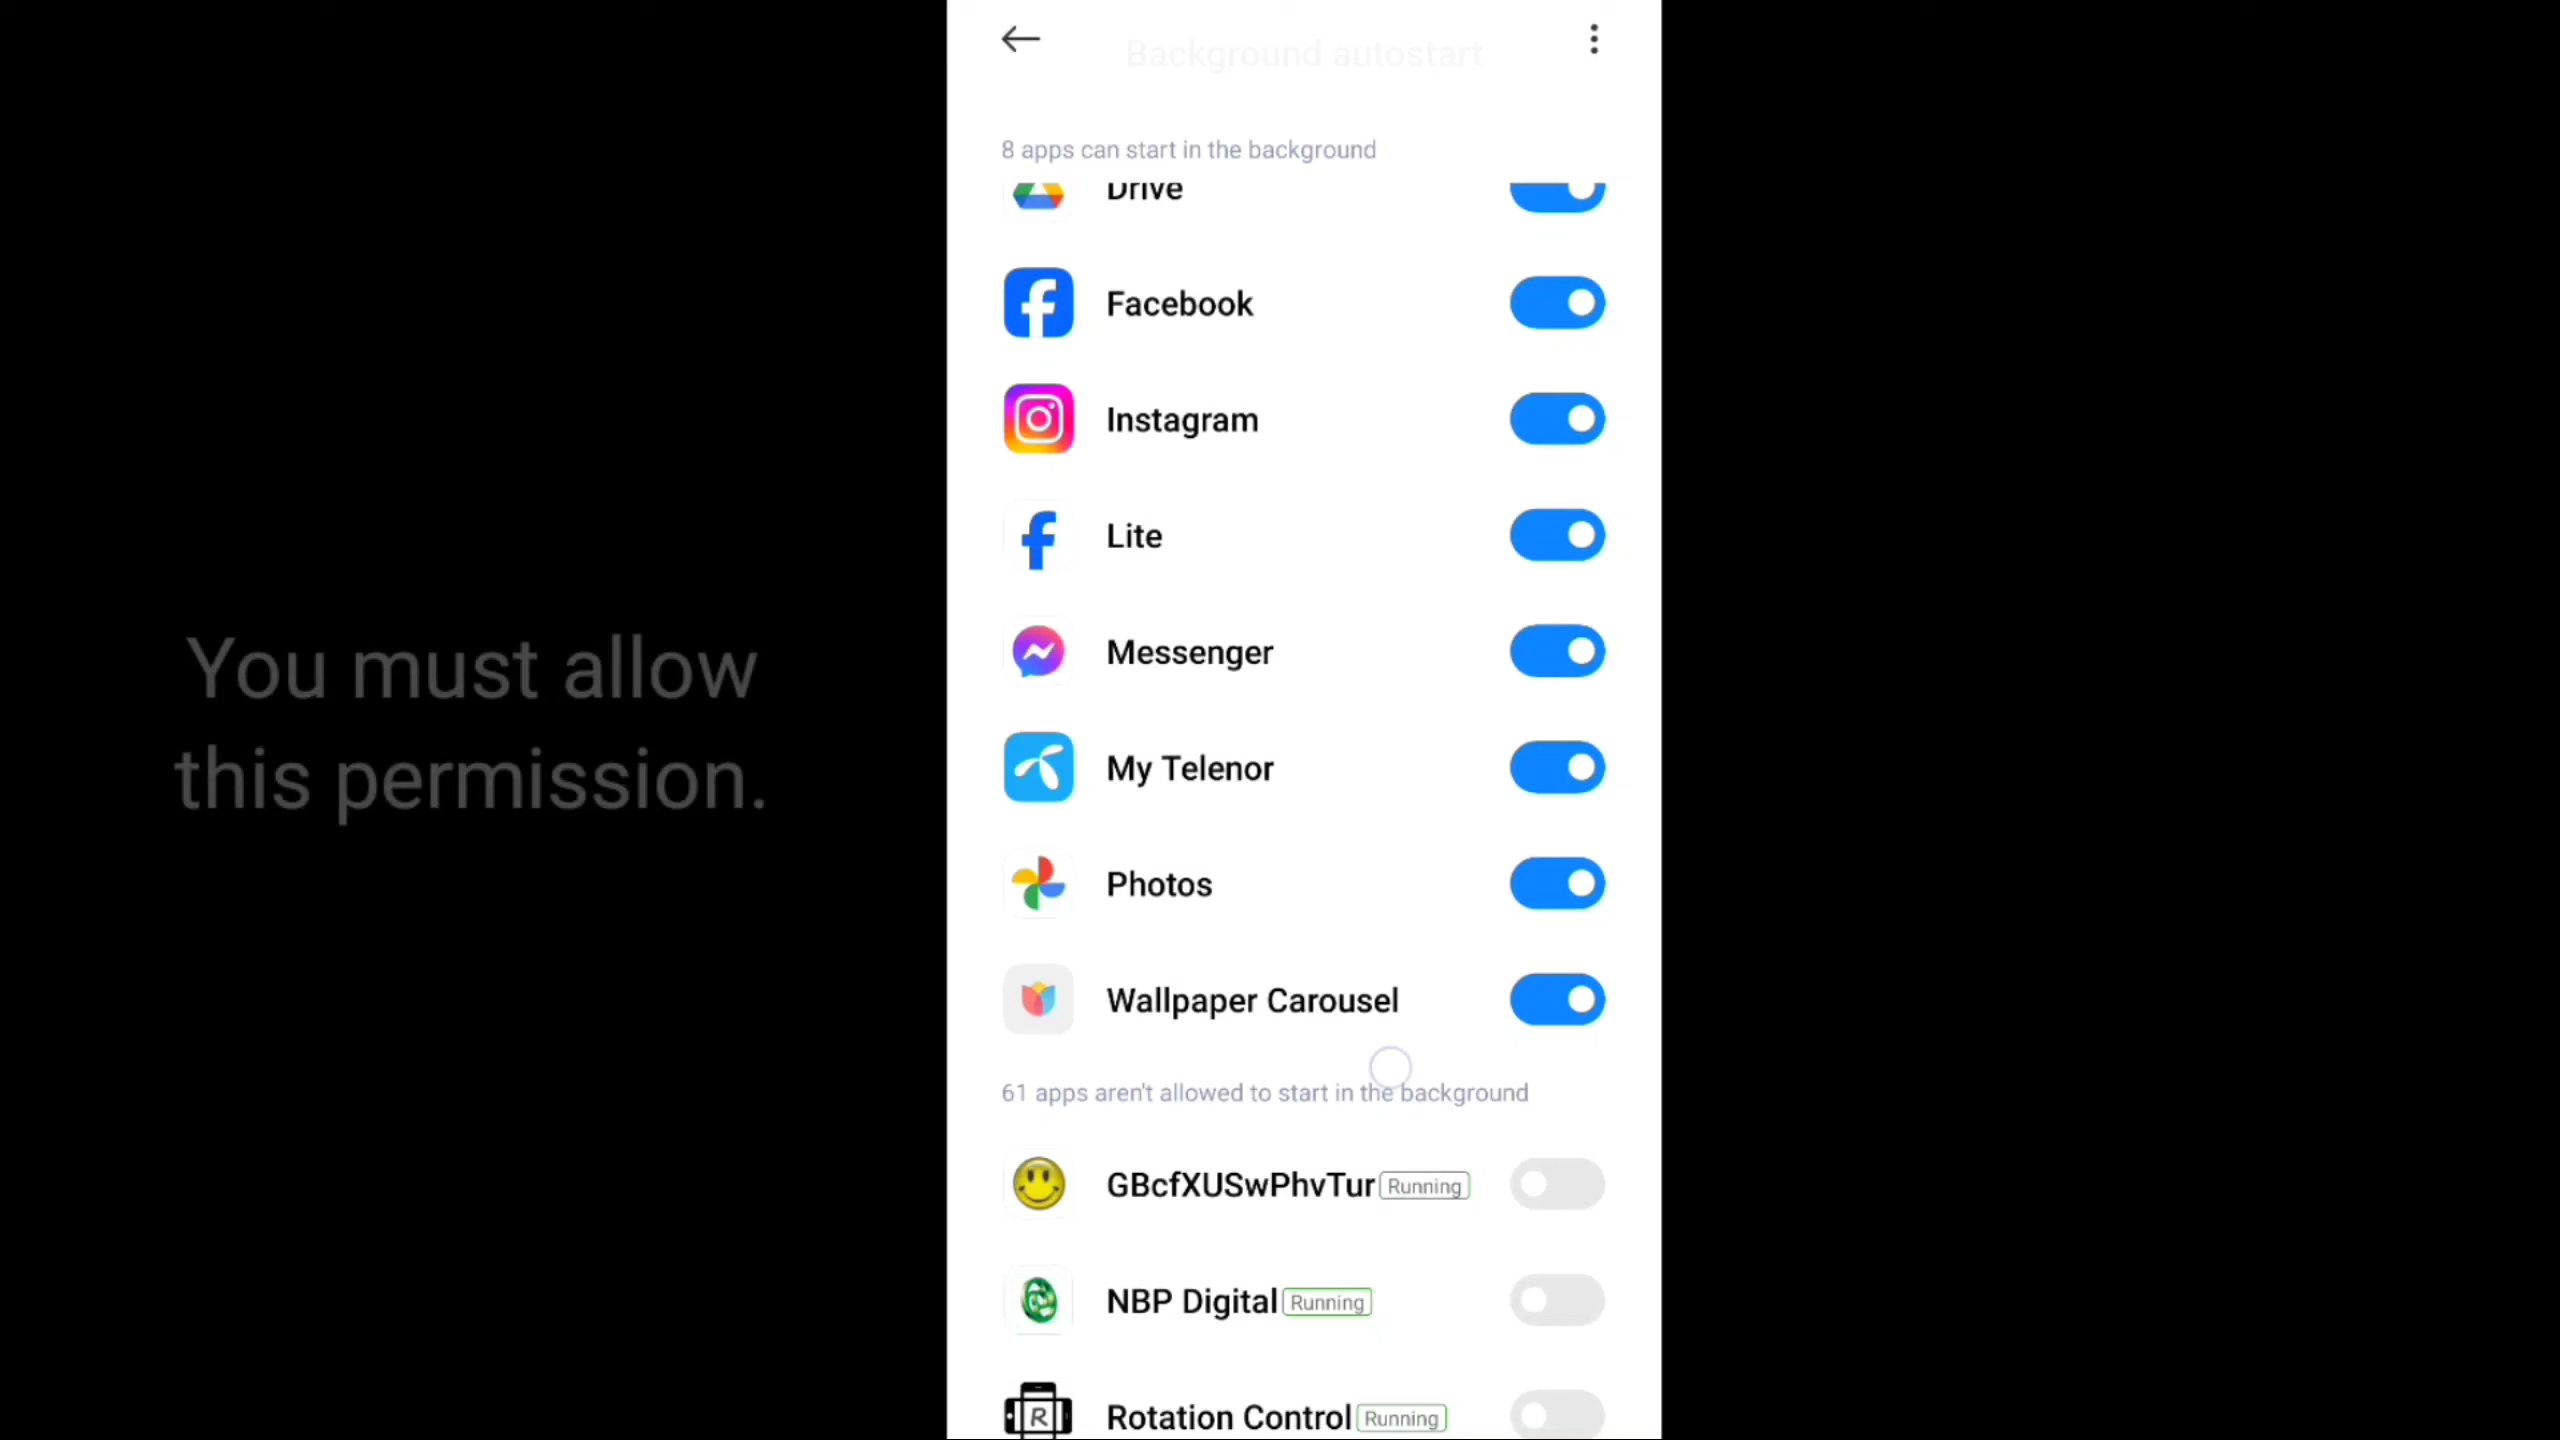 Background autostart
8 apps can start in the background
Drive
Facebook
Instagram
Lite
Messenger
My Telenor
Photos
Wallpaper Carousel
61 apps aren't allowed to start in the background
GBcfXUSwPhvTur Running
NBP Digital Running
R
Rotation Control Running
You must allow
this permission.